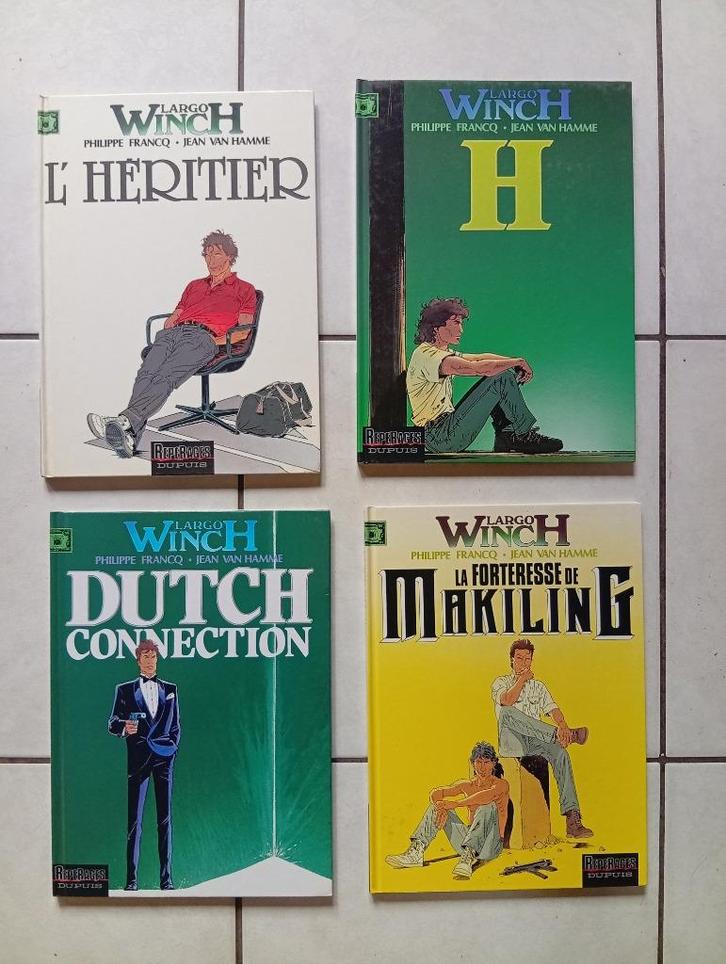 LARGO
WINCH
PHILIPPE FRANCQ • JEAN VAN HAMME
L'HÉRITIER
REPÉRAGES
DUPUIS
LARGO
WINCH
PHILIPPE FRANCQ • JEAN VAN HAMME
H
REPÉRAGES
DUPUIS
LARGO
WINCH
PHILIPPE FRANCQ • JEAN VAN HAMME
DUTCH
CONNECTION
REPÉRAGES
DUPUIS
LARGO
WINCH
PHILIPPE FRANCQ • JEAN VAN HAMME
LA FORTERESSE DE
MAKILING
REPÉRAGES
DUPUIS